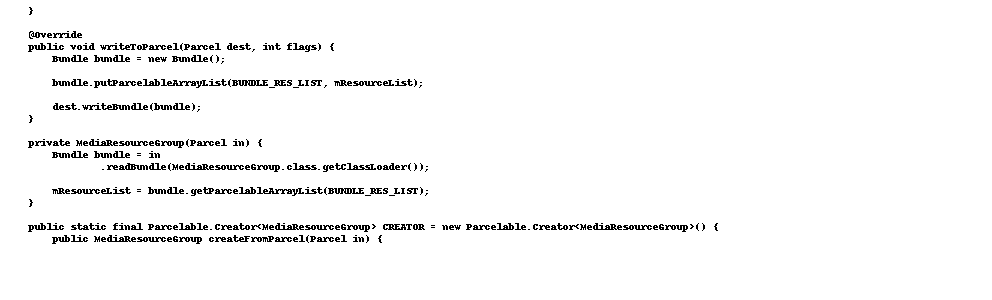 }
@Override
public void writeToParcel(Parcel dest, int flags) {
Bundle bundle = new Bundle();
bundle.putParcelableArrayList(BUNDLE_RES_LIST, mResourceList);
dest.writeBundle(bundle);
}
private MediaResourceGroup(Parcel in) {
Bundle bundle = in
.readBundle(MediaResourceGroup.class.getClassLoader());
mResourceList = bundle.getParcelableArrayList(BUNDLE_RES_LIST);
}
public static final Parcelable.Creator<MediaResourceGroup> CREATOR = new Parcelable.Creator<MediaResourceGroup>() {
public MediaResourceGroup createFromParcel(Parcel in) {